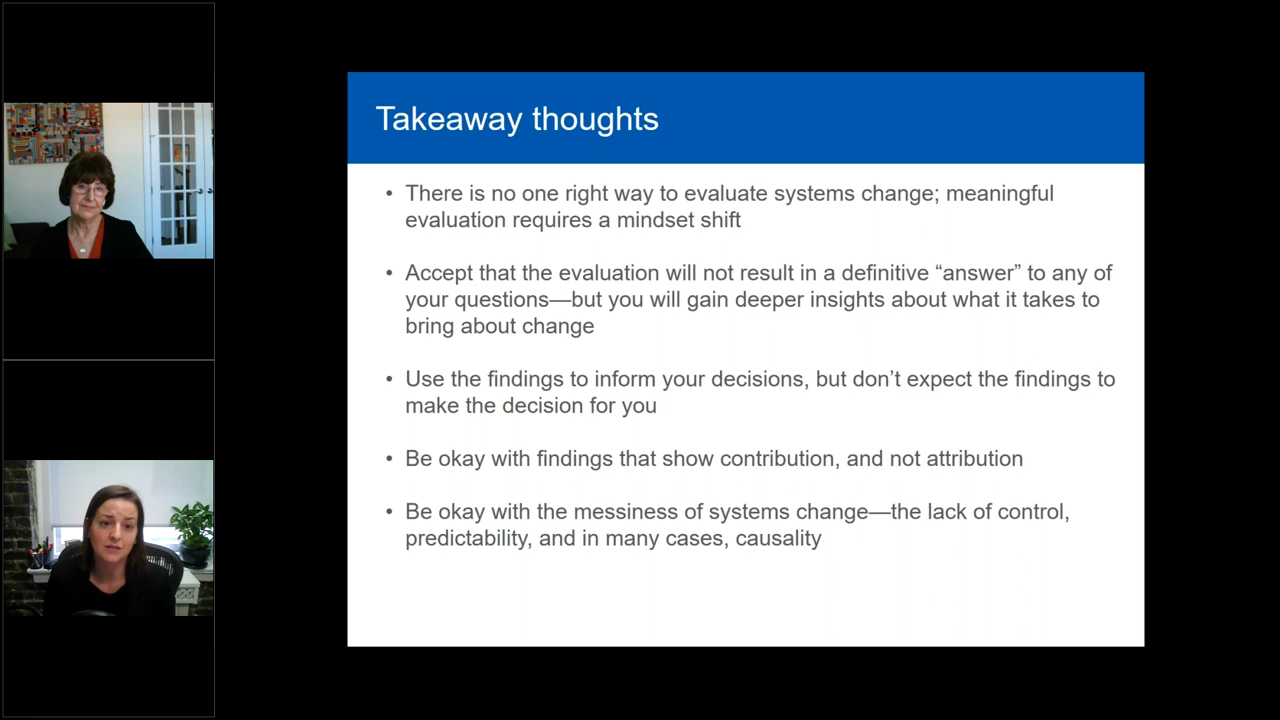 Takeaway thoughts
• There is no one right way to evaluate systems change; meaningful
evaluation requires a mindset shift
• Accept that the evaluation will not result in a definitive “answer” to any of
your questions—but you will gain deeper insights about what it takes to
bring about change
• Use the findings to inform your decisions, but don’t expect the findings to
make the decision for you
• Be okay with findings that show contribution, and not attribution
• Be okay with the messiness of systems change—the lack of control,
predictability, and in many cases, causality